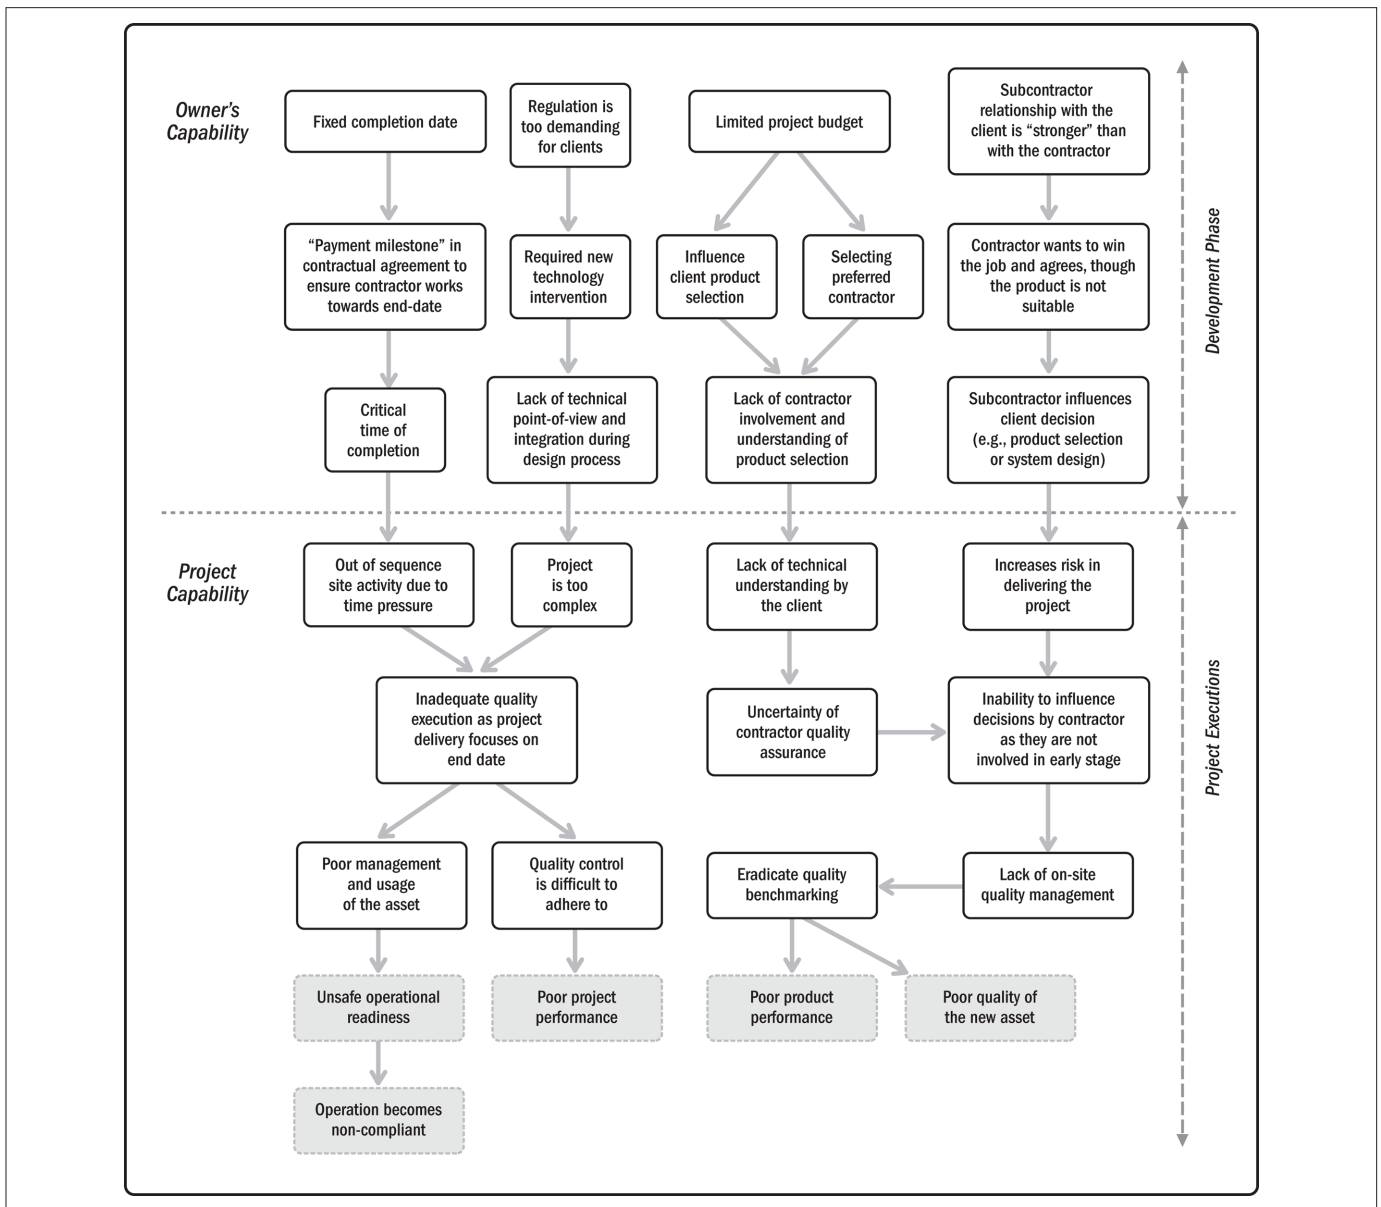 Owner's
Capability
Fixed completion date
Regulation is
too demanding
for clients
Limited project budget
Subcontractor
relationship with the
client is “stronger” than
with the contractor
“Payment milestone” in
contractual agreement to
ensure contractor works
towards end-date
Required new
technology
intervention
Influence
client product
selection
Selecting
preferred
contractor
Contractor wants to win
the job and agrees, though
the product is not
suitable
Development Phase
Critical
time of
completion
Lack of technical
point-of-view and
integration during
design process
Lack of contractor
involvement and
understanding of
product selection
Subcontractor influences
client decision
(e.g., product selection
or system design)
Project
Capability
Out of sequence
site activity due to
time pressure
Project
is too
complex
Lack of technical
understanding by
the client
Increases risk in
delivering the
project
Inadequate quality
execution as project
delivery focuses on
end date
Uncertainty of
contractor quality
assurance
Inability to influence
decisions by contractor
as they are not
involved in early stage
Project Executions
Poor management
and usage
of the asset
Quality control
is difficult to
adhere to
Eradicate quality
benchmarking
Lack of on-site
quality management
Unsafe operational
readiness
Poor project
performance
Poor product
performance
Poor quality of
the new asset
Operation becomes
non-compliant